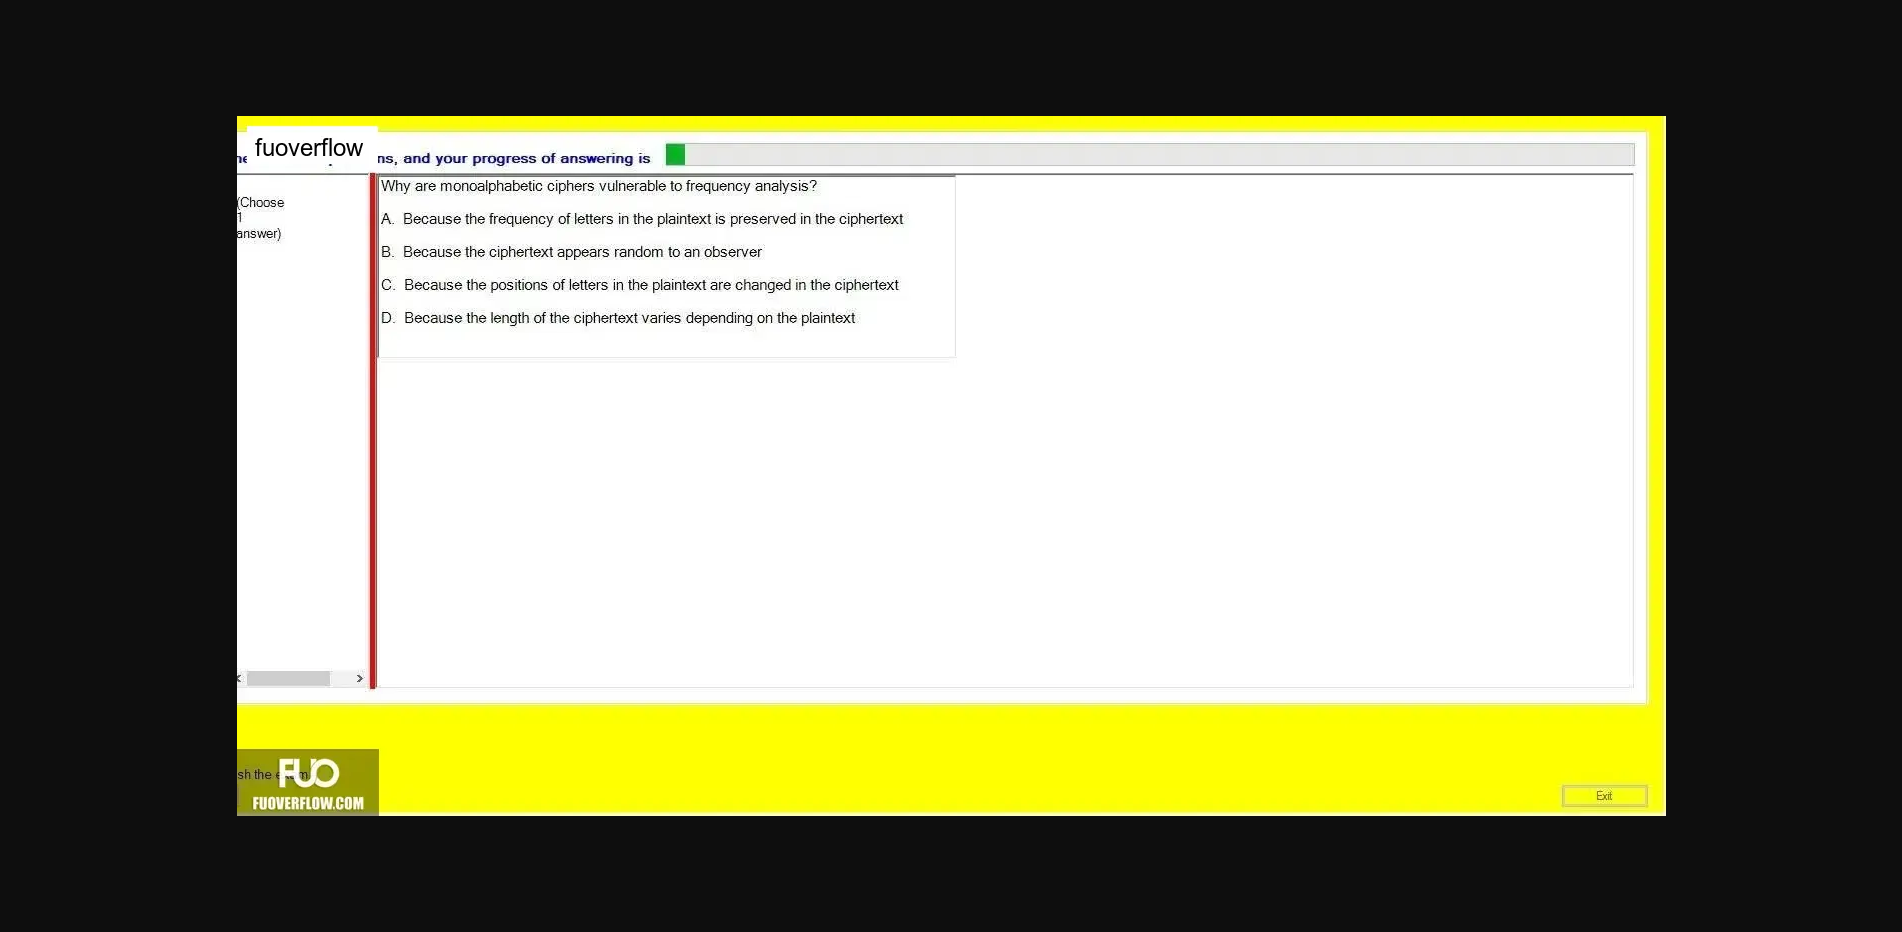 fuoverflow
ns, and your progress of answering is
(Choose
1
answer)
Why are monoalphabetic ciphers vulnerable to frequency analysis?
A. Because the frequency of letters in the plaintext is preserved in the ciphertext
B. Because the ciphertext appears random to an observer
C. Because the positions of letters in the plaintext are changed in the ciphertext
D. Because the length of the ciphertext varies depending on the plaintext
sh the
FUO
FUOVERFLOW.COM
Exit